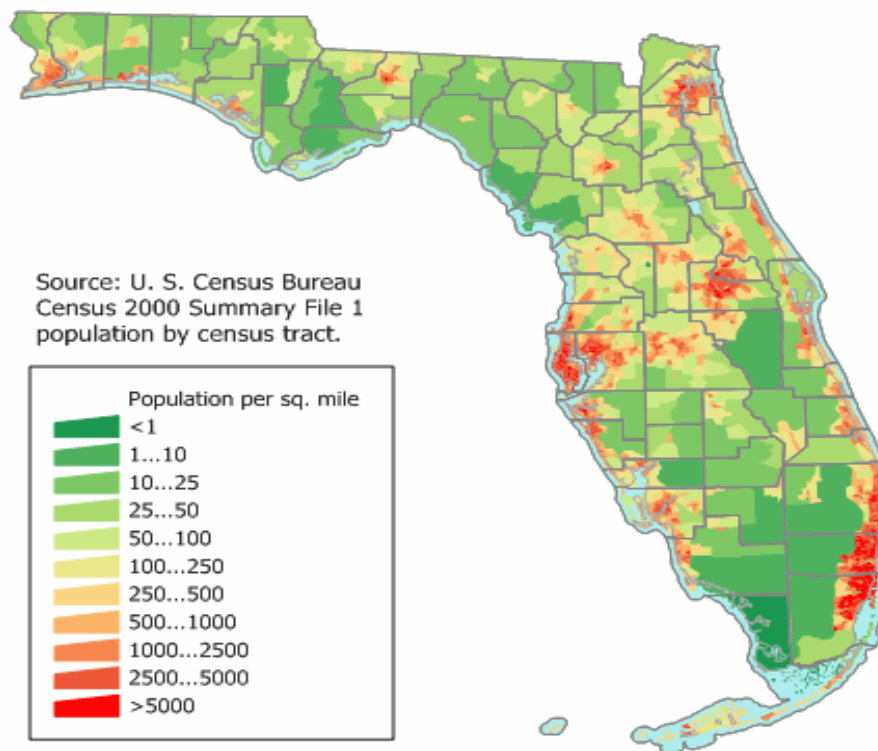 Source: U. S. Census Bureau
Census 2000 Summary File 1
population by census tract.
Population per sq. mile
<1
1...10
10...25
25...50
50...100
100...250
250...500
500...1000
1000...2500
2500...5000
>5000